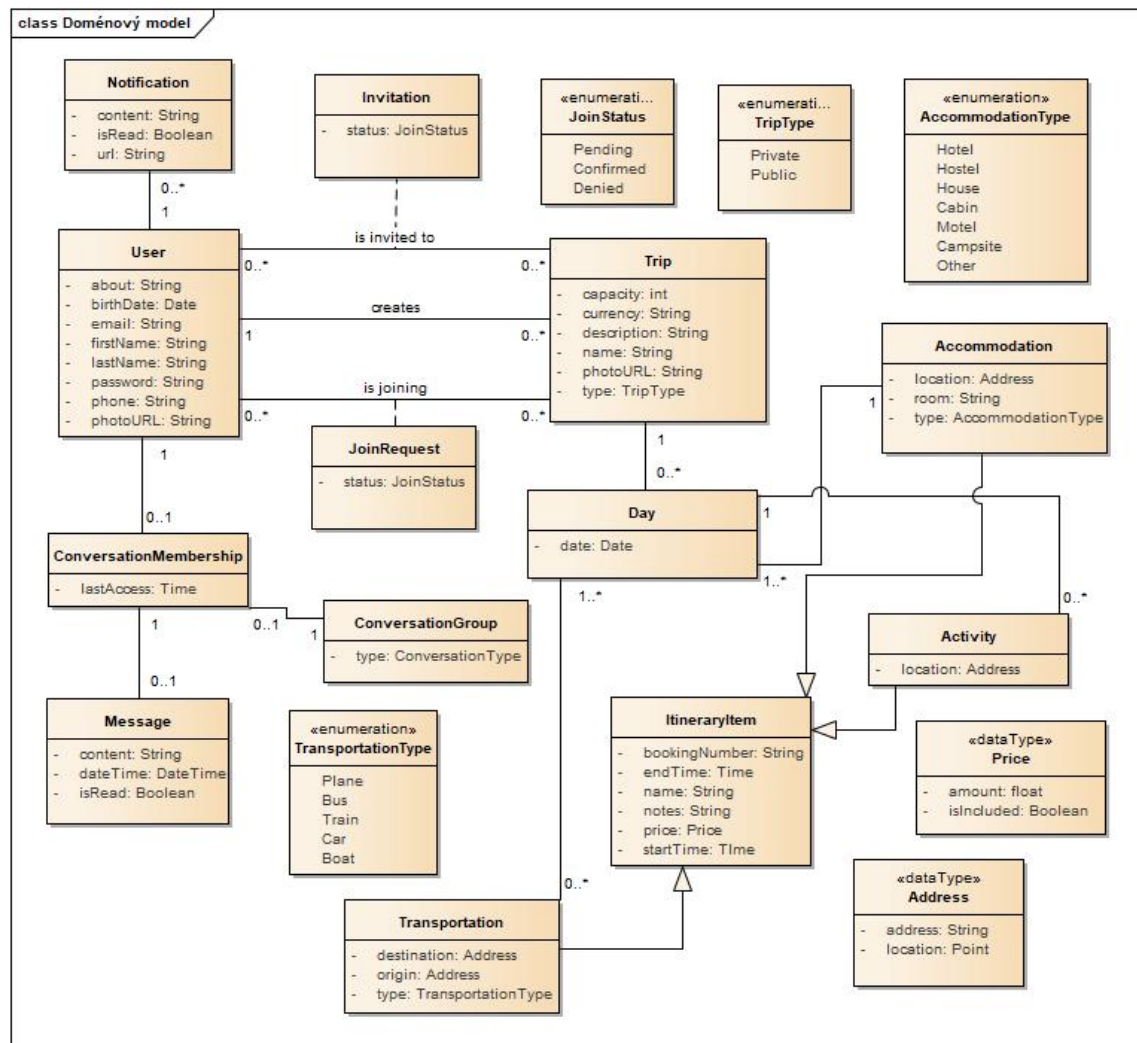 class Doménový model
Notification
- content: String
- isRead: Boolean
- url: String
Invitation
- status: JoinStatus
«enumerati...
JoinStatus
Pending
Confirmed
Denied
«enumerati...
TripType
Private
Public
«enumeration»
AccommodationType
Hotel
Hostel
House
Cabin
Motel
Campsite
Other
0..*
1
User
- about: String
- birthDate: Date
- email: String
- firstName: String
- lastName: String
- password: String
- phone: String
- photoURL: String
is invited to
0..*
0..*
creates
1
0..*
is joining
0..*
0..*
Trip
- capacity: int
- currency: String
- description: String
- name: String
- photoURL: String
- type: TripType
Accommodation
- location: Address
- room: String
- type: AccommodationType
1
JoinRequest
- status: JoinStatus
1
0..*
Day
- date: Date
1
1..*
1..*
0..*
1
0..1
ConversationMembership
- lastAccess: Time
0..1
1
ConversationGroup
- type: ConversationType
Activity
- location: Address
1
0..1
Message
- content: String
- dateTime: DateTime
- isRead: Boolean
«enumeration»
TransportationType
Plane
Bus
Train
Car
Boat
ItineraryItem
- bookingNumber: String
- endTime: Time
- name: String
- notes: String
- price: Price
- startTime: TIme
«dataType»
Price
- amount: float
- isIncluded: Boolean
0..*
Transportation
- destination: Address
- origin: Address
- type: TransportationType
«dataType»
Address
- address: String
- location: Point